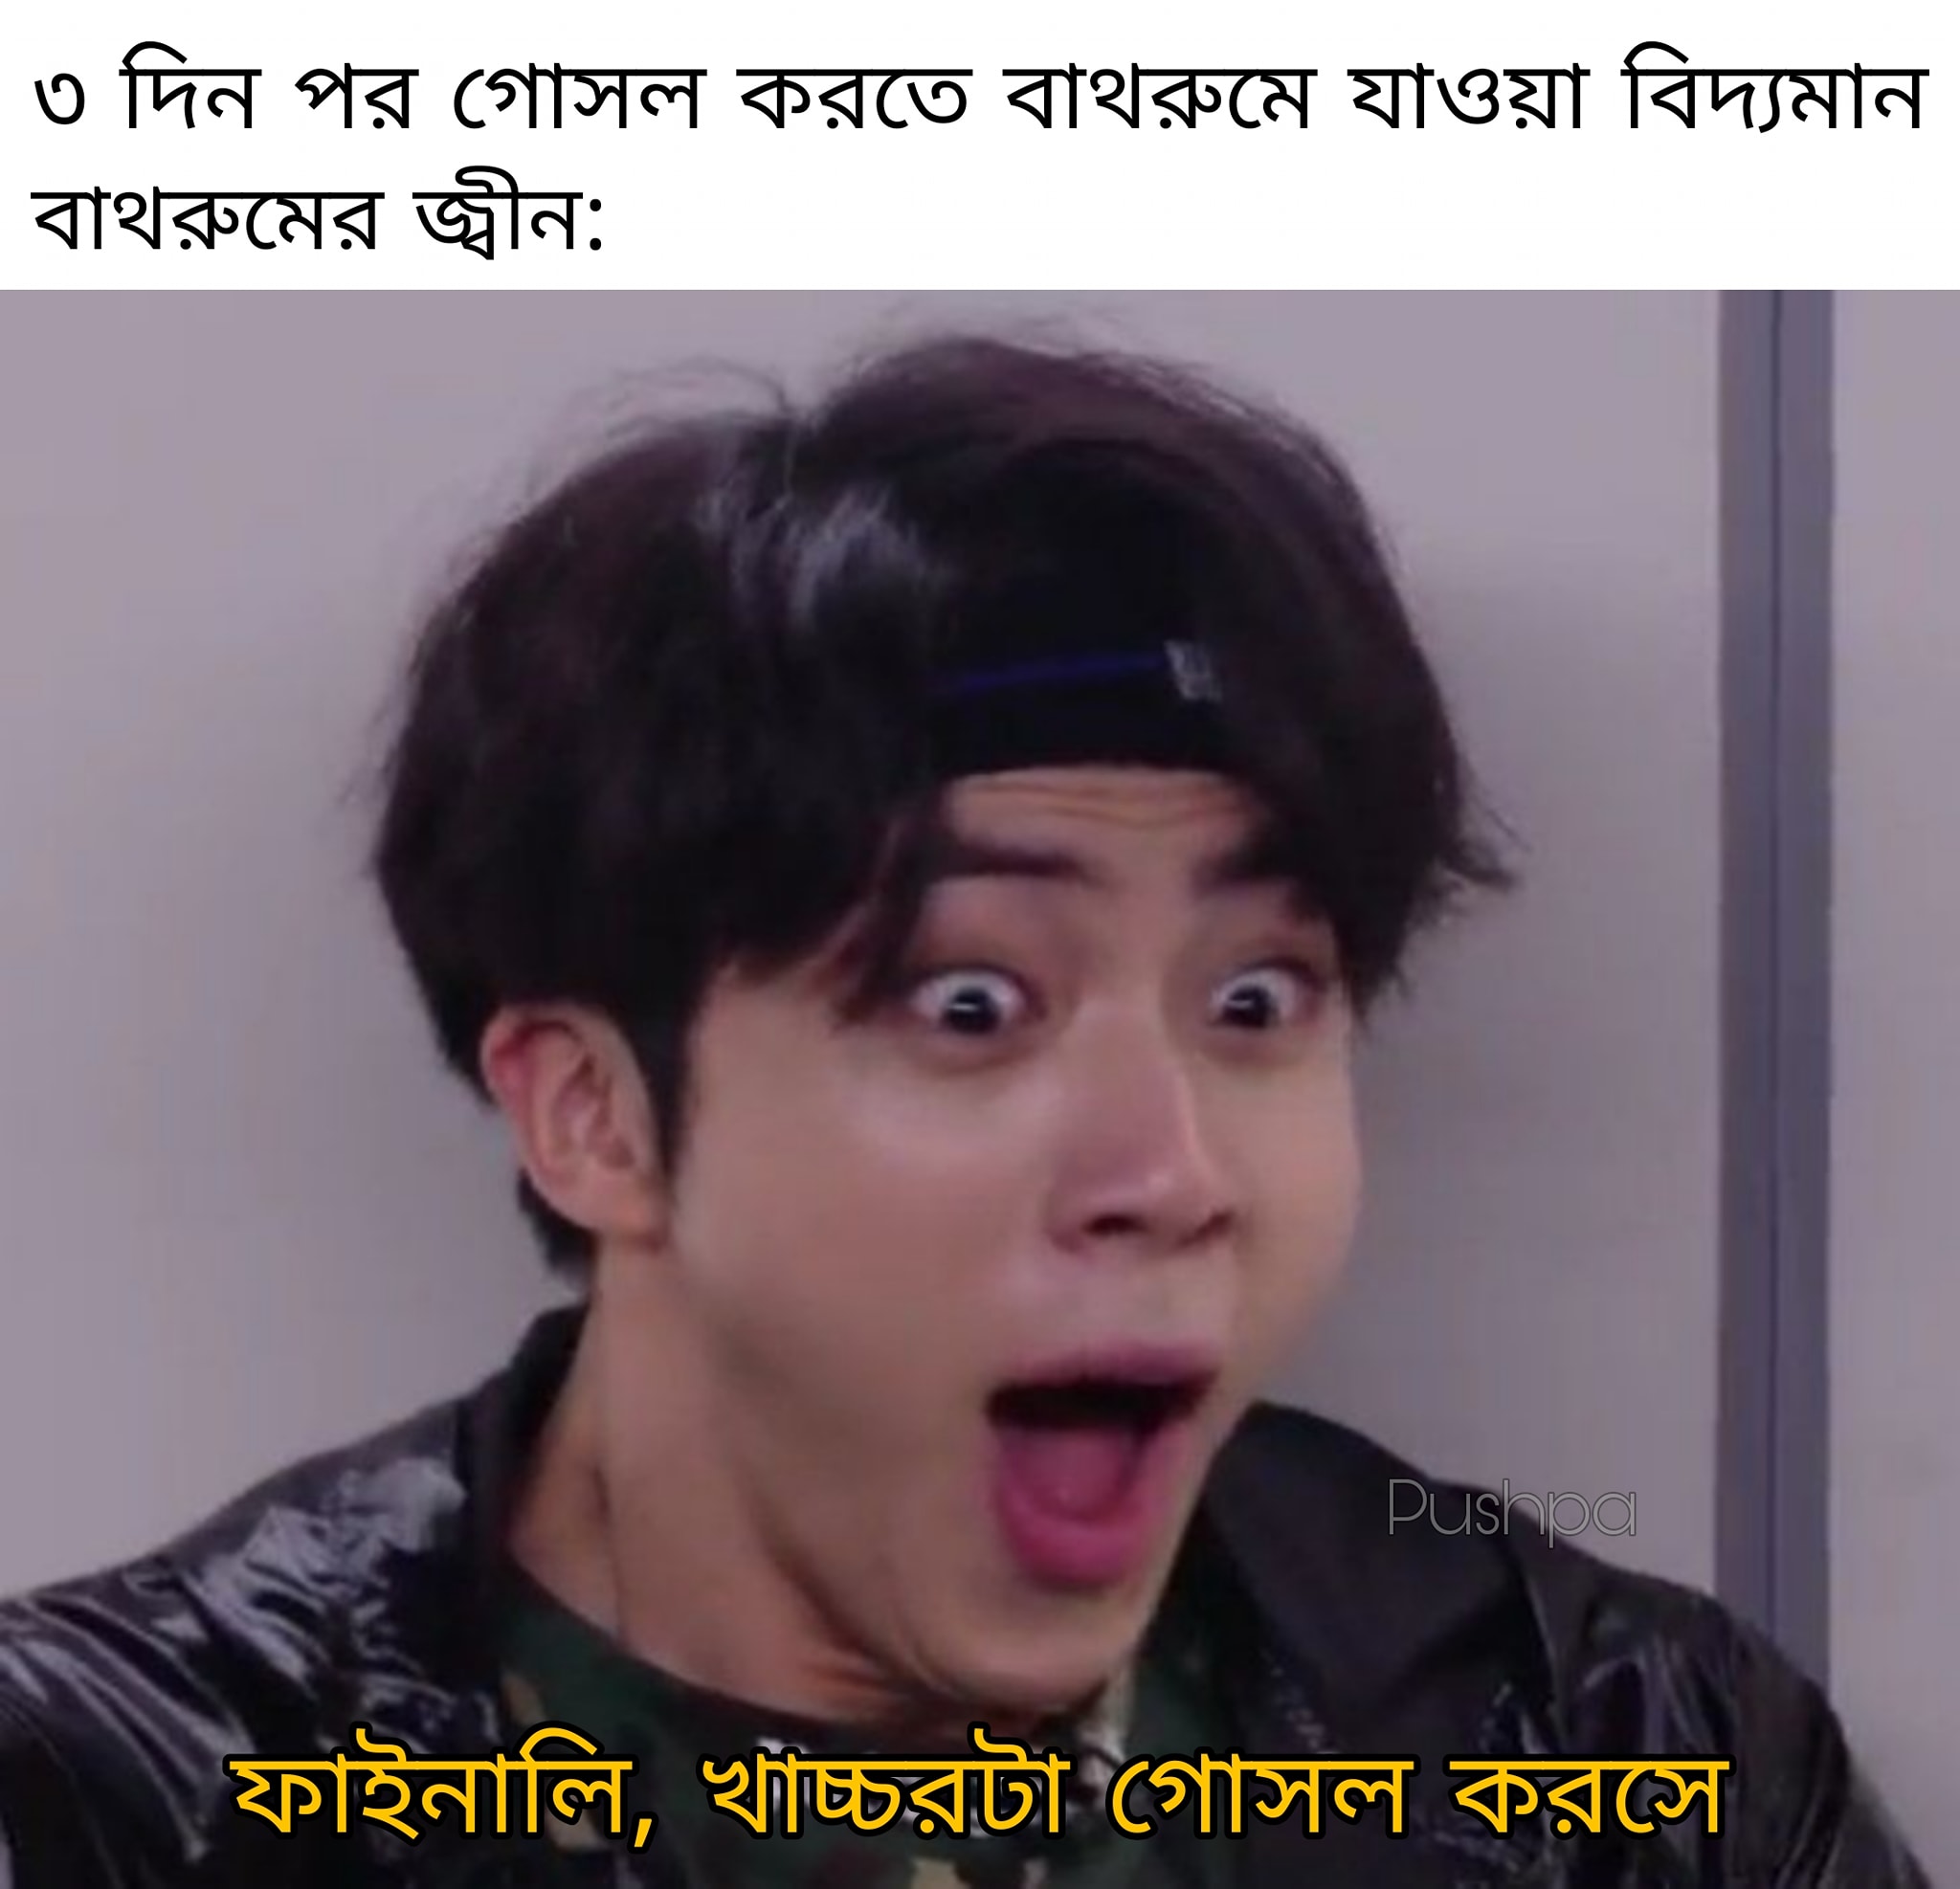 ৩ দিন পর গোসল করতে বাথরুমে যাওয়া বিদ্যমান
বাথরুমের জ্বীন:
Pushpa
ফাইনালি, খাচ্চরটা গোসল করসে